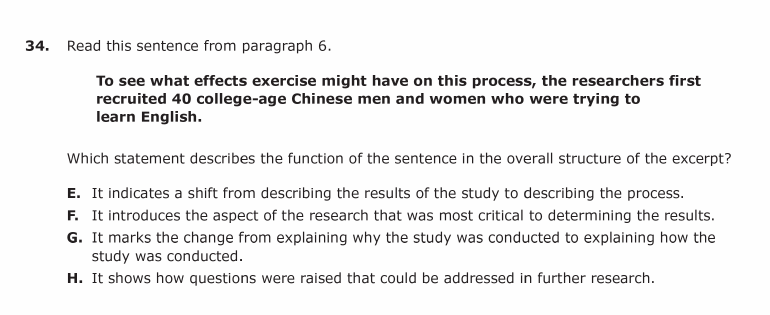 34. Read this sentence from paragraph 6.
To see what effects exercise might have on this process, the researchers first
recruited 40 college-age Chinese men and women who were trying to
learn English.
Which statement describes the function of the sentence in the overall structure of the excerpt?
E. It indicates a shift from describing the results of the study to describing the process.
F. It introduces the aspect of the research that was most critical to determining the results.
G. It marks the change from explaining why the study was conducted to explaining how the
study was conducted.
H. It shows how questions were raised that could be addressed in further research.